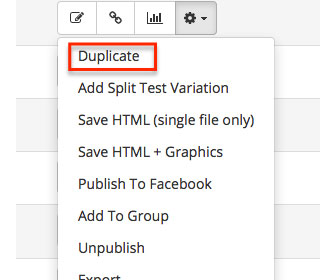 Duplicate
Add Split Test Variation
Save HTML (single file only)
Save HTML + Graphics
Publish To Facebook
Add To Group
Unpublish
Export